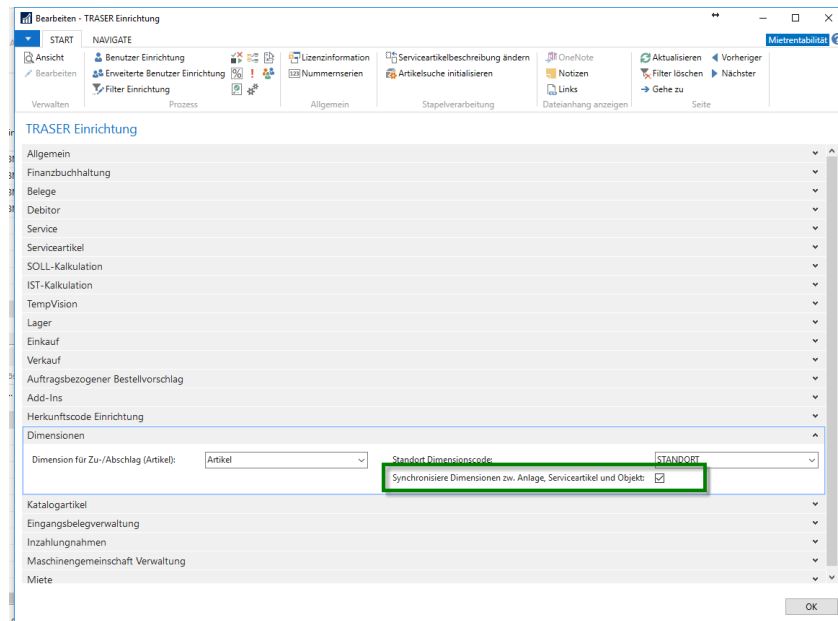 Bearbeiten - TRASER Einrichtung
START NAVIGATE Mietrentabilität
Ansicht Benutzer Einrichtung Lizenzinformation Serviceartikelbeschreibung ändern OneNote Aktualisieren Vorheriger
Bearbeiten Erweiterte Benutzer Einrichtung Nummernserien Artikelsuche initialisieren Notizen Filter löschen Nächster
Filter Einrichtung Links Gehe zu
Verwalten Prozess Allgemein Stapelverarbeitung Dateianhang anzeigen Seite
TRASER Einrichtung
Allgemein
Finanzbuchhaltung
Belege
Debitor
Service
Serviceartikel
SOLL-Kalkulation
IST-Kalkulation
TempVision
Lager
Einkauf
Verkauf
Auftragsbezogener Bestellvorschlag
Add-Ins
Herkunftscode Einrichtung
Dimensionen
Dimension für Zu-/Abschlag (Artikel): Artikel Standort Dimensionscode: STANDORT
Synchronisiere Dimensionen zw. Anlage, Serviceartikel und Objekt:
Katalogartikel
Eingangsbelegverwaltung
Inzahlungnahmen
Maschinengemeinschaft Verwaltung
Miete
OK